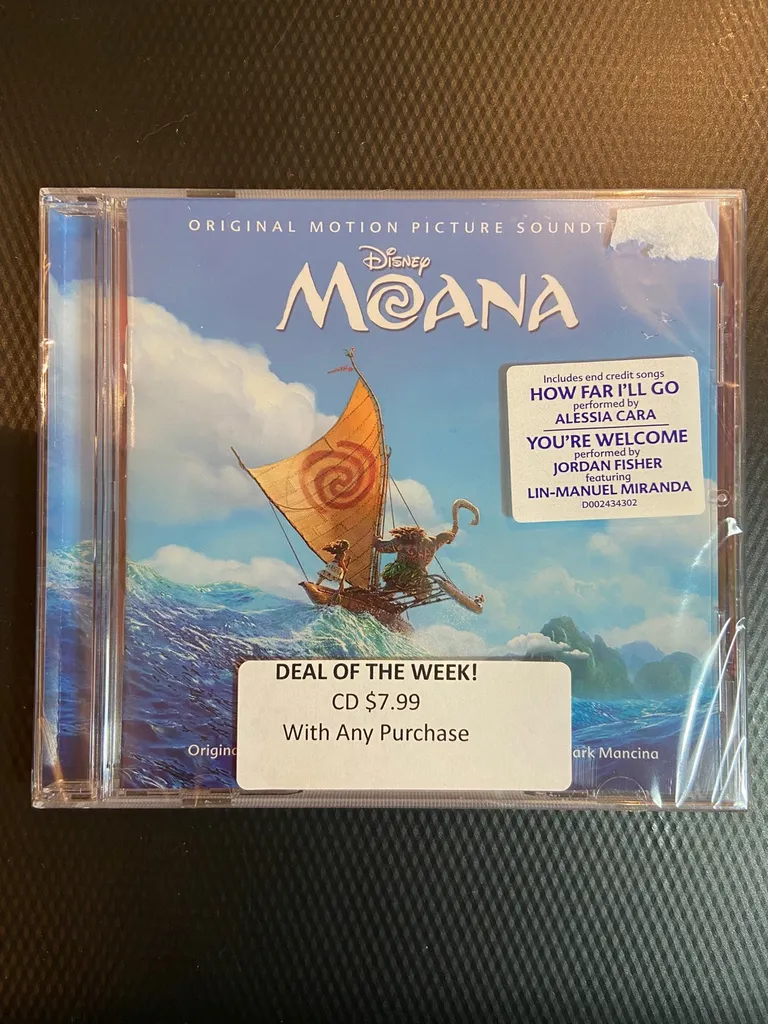 ORIGINAL MOTION PICTURE SOUNDT
Disney
MOANA
Includes end credit songs
HOW FAR I'LL GO
performed by
ALESSIA CARA
YOU'RE WELCOME
performed by
JORDAN FISHER
featuring
LIN-MANUEL MIRANDA
D002434302
DEAL OF THE WEEK!
CD $7.99
With Any Purchase
Origina ark Mancina